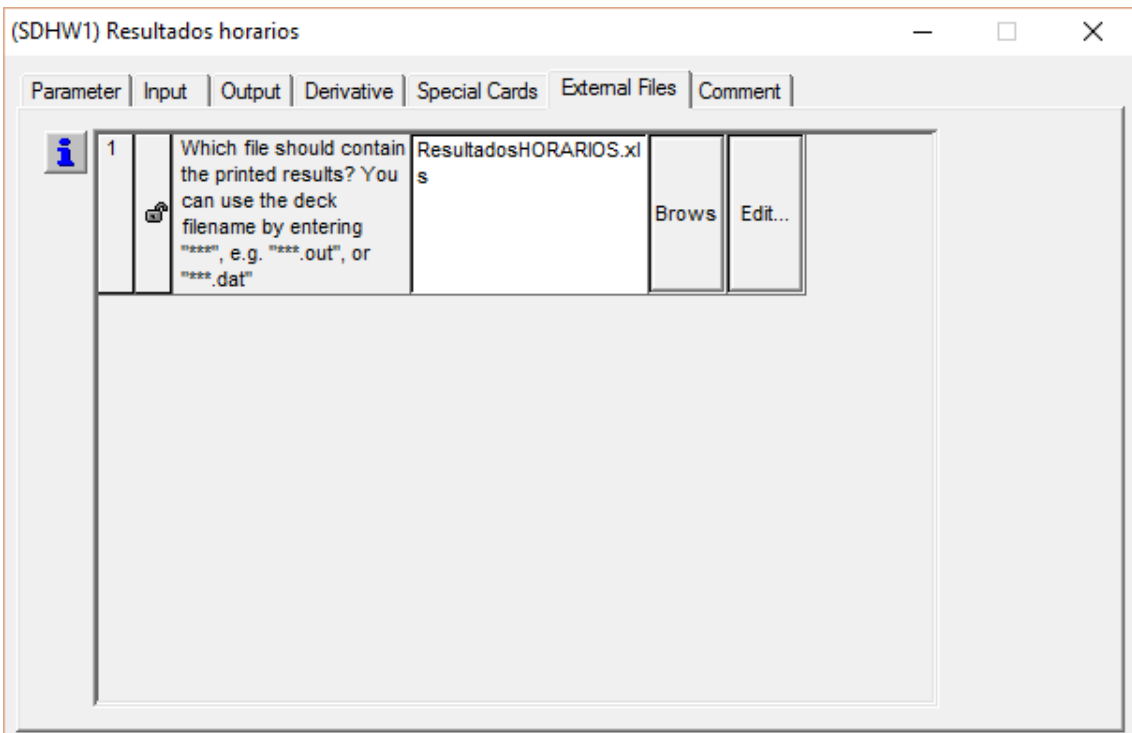 (SDHW1) Resultados horarios
Parameter Input Output Derivative Special Cards External Files Comment
1
Which file should contain
the printed results? You
can use the deck
filename by entering
"***", e.g. "***.out", or
"***.dat"
ResultadosHORARIOS.xl
s
Brows
Edit...